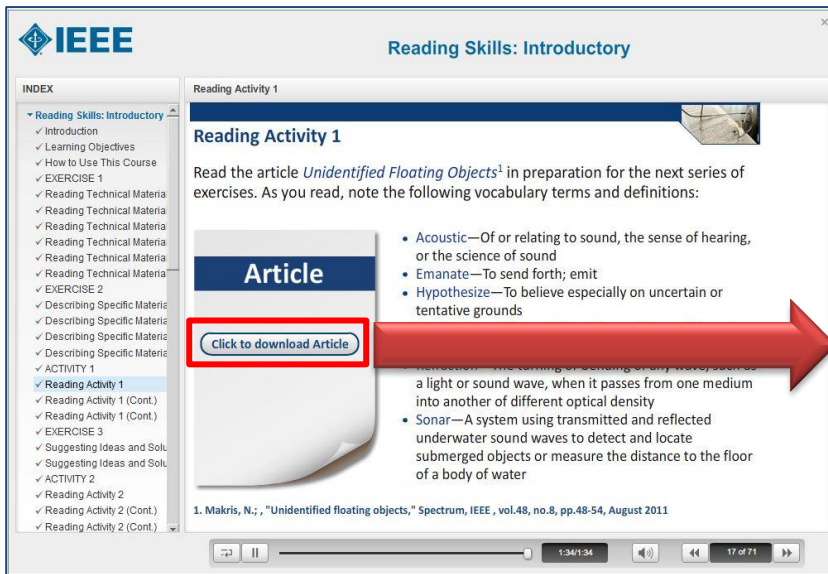 IEEE
Reading Skills: Introductory
INDEX
Reading Skills: Introductory
Introduction
Learning Objectives
How to Use This Course
EXERCISE 1
Reading Technical Materia
Reading Technical Materia
Reading Technical Materia
Reading Technical Materia
Reading Technical Materia
Reading Technical Materia
EXERCISE 2
Describing Specific Materia
Describing Specific Materia
Describing Specific Materia
Describing Specific Materia
ACTIVITY 1
Reading Activity 1
Reading Activity 1 (Cont.)
Reading Activity 1 (Cont.)
EXERCISE 3
Suggesting Ideas and Solu
Suggesting Ideas and Solu
ACTIVITY 2
Reading Activity 2
Reading Activity 2 (Cont.)
Reading Activity 2 (Cont.)
Reading Activity 1
Reading Activity 1
Read the article Unidentified Floating Objects1 in preparation for the next series of
exercises. As you read, note the following vocabulary terms and definitions:
Article
Click to download Article
• Acoustic—Of or relating to sound, the sense of hearing,
or the science of sound
• Emanate—To send forth; emit
• Hypothesize—To believe especially on uncertain or
tentative grounds
a light or sound wave, when it passes from one medium
into another of different optical density
• Sonar—A system using transmitted and reflected
underwater sound waves to detect and locate
submerged objects or measure the distance to the floor
of a body of water
1. Makris, N.; , "Unidentified floating objects," Spectrum, IEEE , vol.48, no.8, pp.48-54, August 2011
1:34/1:34
17 of 71